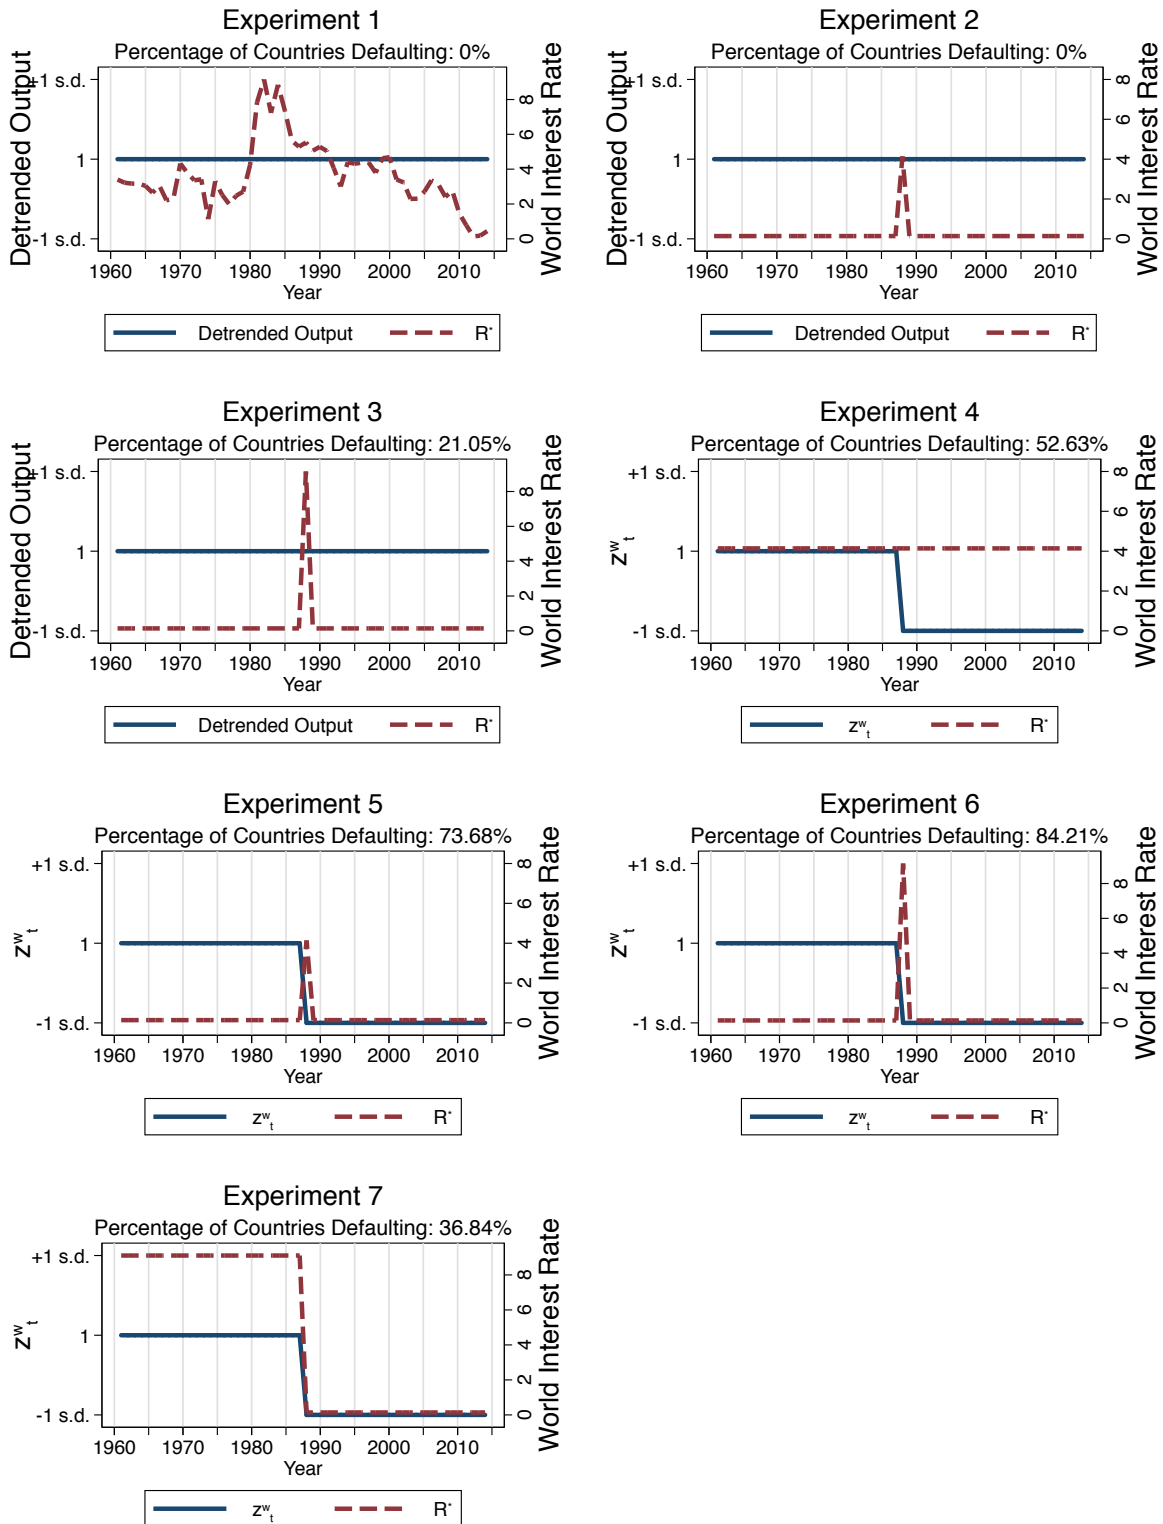 Experiment 1
Percentage of Countries Defaulting: 0%
Detrended Output
+1 s.d.
1
-1 s.d.
World Interest Rate
0 2 4 6 8
1960 1970 1980 1990 2000 2010
Year
Detrended Output R*
Experiment 2
Percentage of Countries Defaulting: 0%
Detrended Output
+1 s.d.
1
-1 s.d.
World Interest Rate
0 2 4 6 8
1960 1970 1980 1990 2000 2010
Year
Detrended Output R*
Experiment 3
Percentage of Countries Defaulting: 21.05%
Detrended Output
+1 s.d.
1
-1 s.d.
World Interest Rate
0 2 4 6 8
1960 1970 1980 1990 2000 2010
Year
Detrended Output R*
Experiment 4
Percentage of Countries Defaulting: 52.63%
z^w_t
+1 s.d.
1
-1 s.d.
World Interest Rate
0 2 4 6 8
1960 1970 1980 1990 2000 2010
Year
z^w_t R*
Experiment 5
Percentage of Countries Defaulting: 73.68%
z^w_t
+1 s.d.
1
-1 s.d.
World Interest Rate
0 2 4 6 8
1960 1970 1980 1990 2000 2010
Year
z^w_t R*
Experiment 6
Percentage of Countries Defaulting: 84.21%
z^w_t
+1 s.d.
1
-1 s.d.
World Interest Rate
0 2 4 6 8
1960 1970 1980 1990 2000 2010
Year
z^w_t R*
Experiment 7
Percentage of Countries Defaulting: 36.84%
z^w_t
+1 s.d.
1
-1 s.d.
World Interest Rate
0 2 4 6 8
1960 1970 1980 1990 2000 2010
Year
z^w_t R*